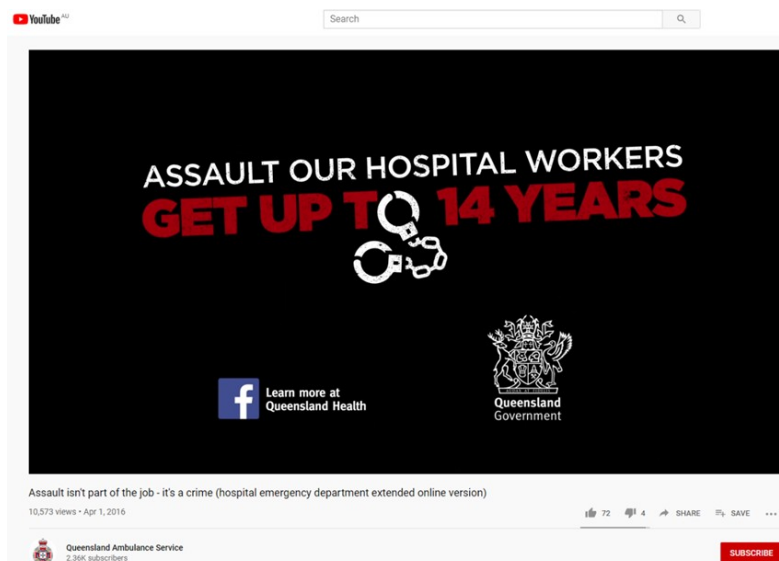 YouTube AU
Search
ASSAULT OUR HOSPITAL WORKERS
GET UP TO 14 YEARS
Learn more at
Queensland Health
Queensland
Government
Assault isn't part of the job - it's a crime (hospital emergency department extended online version)
10,573 views • Apr 1, 2016
72 4 SHARE SAVE
Queensland Ambulance Service
2.36K subscribers
SUBSCRIBE